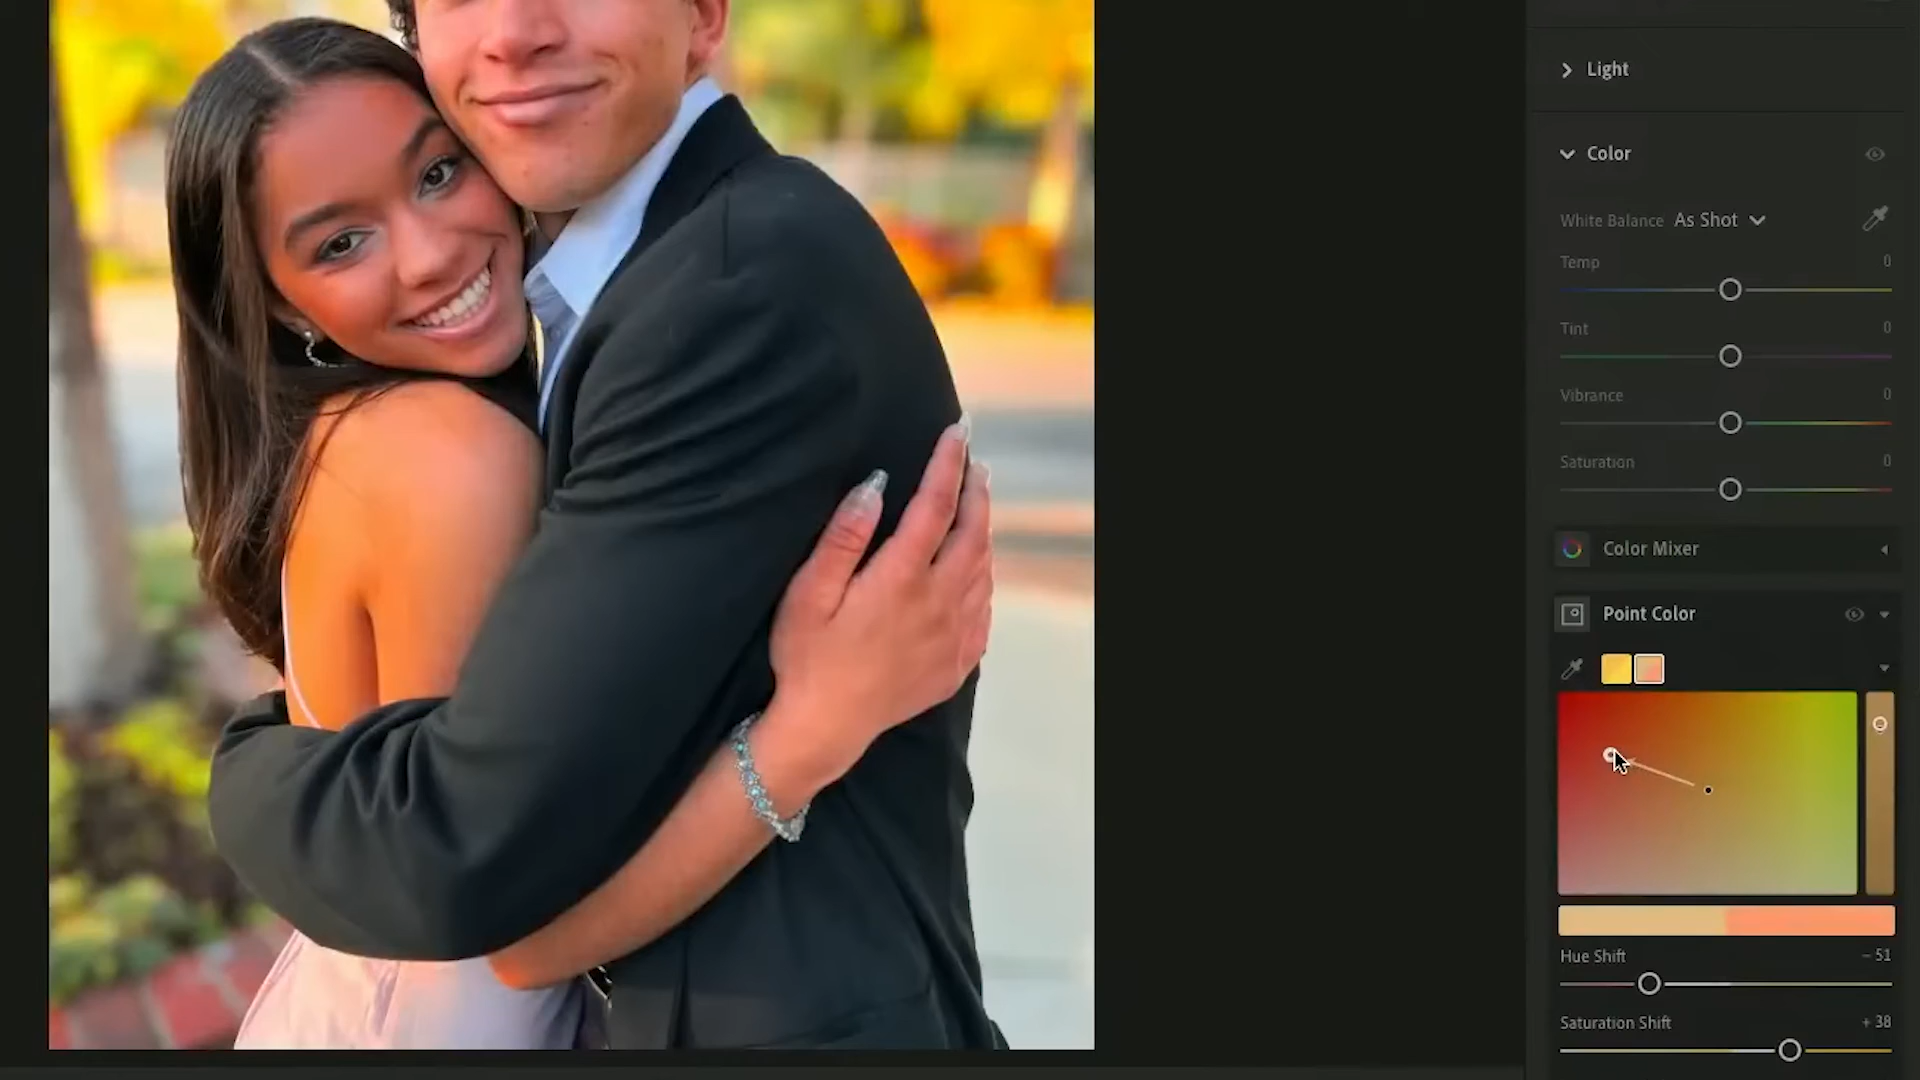 Light
Color
White Balance As Shot
Temp 0
Tint 0
Vibrance 0
Saturation 0
Color Mixer
Point Color
Hue Shift – 51
Saturation Shift + 38